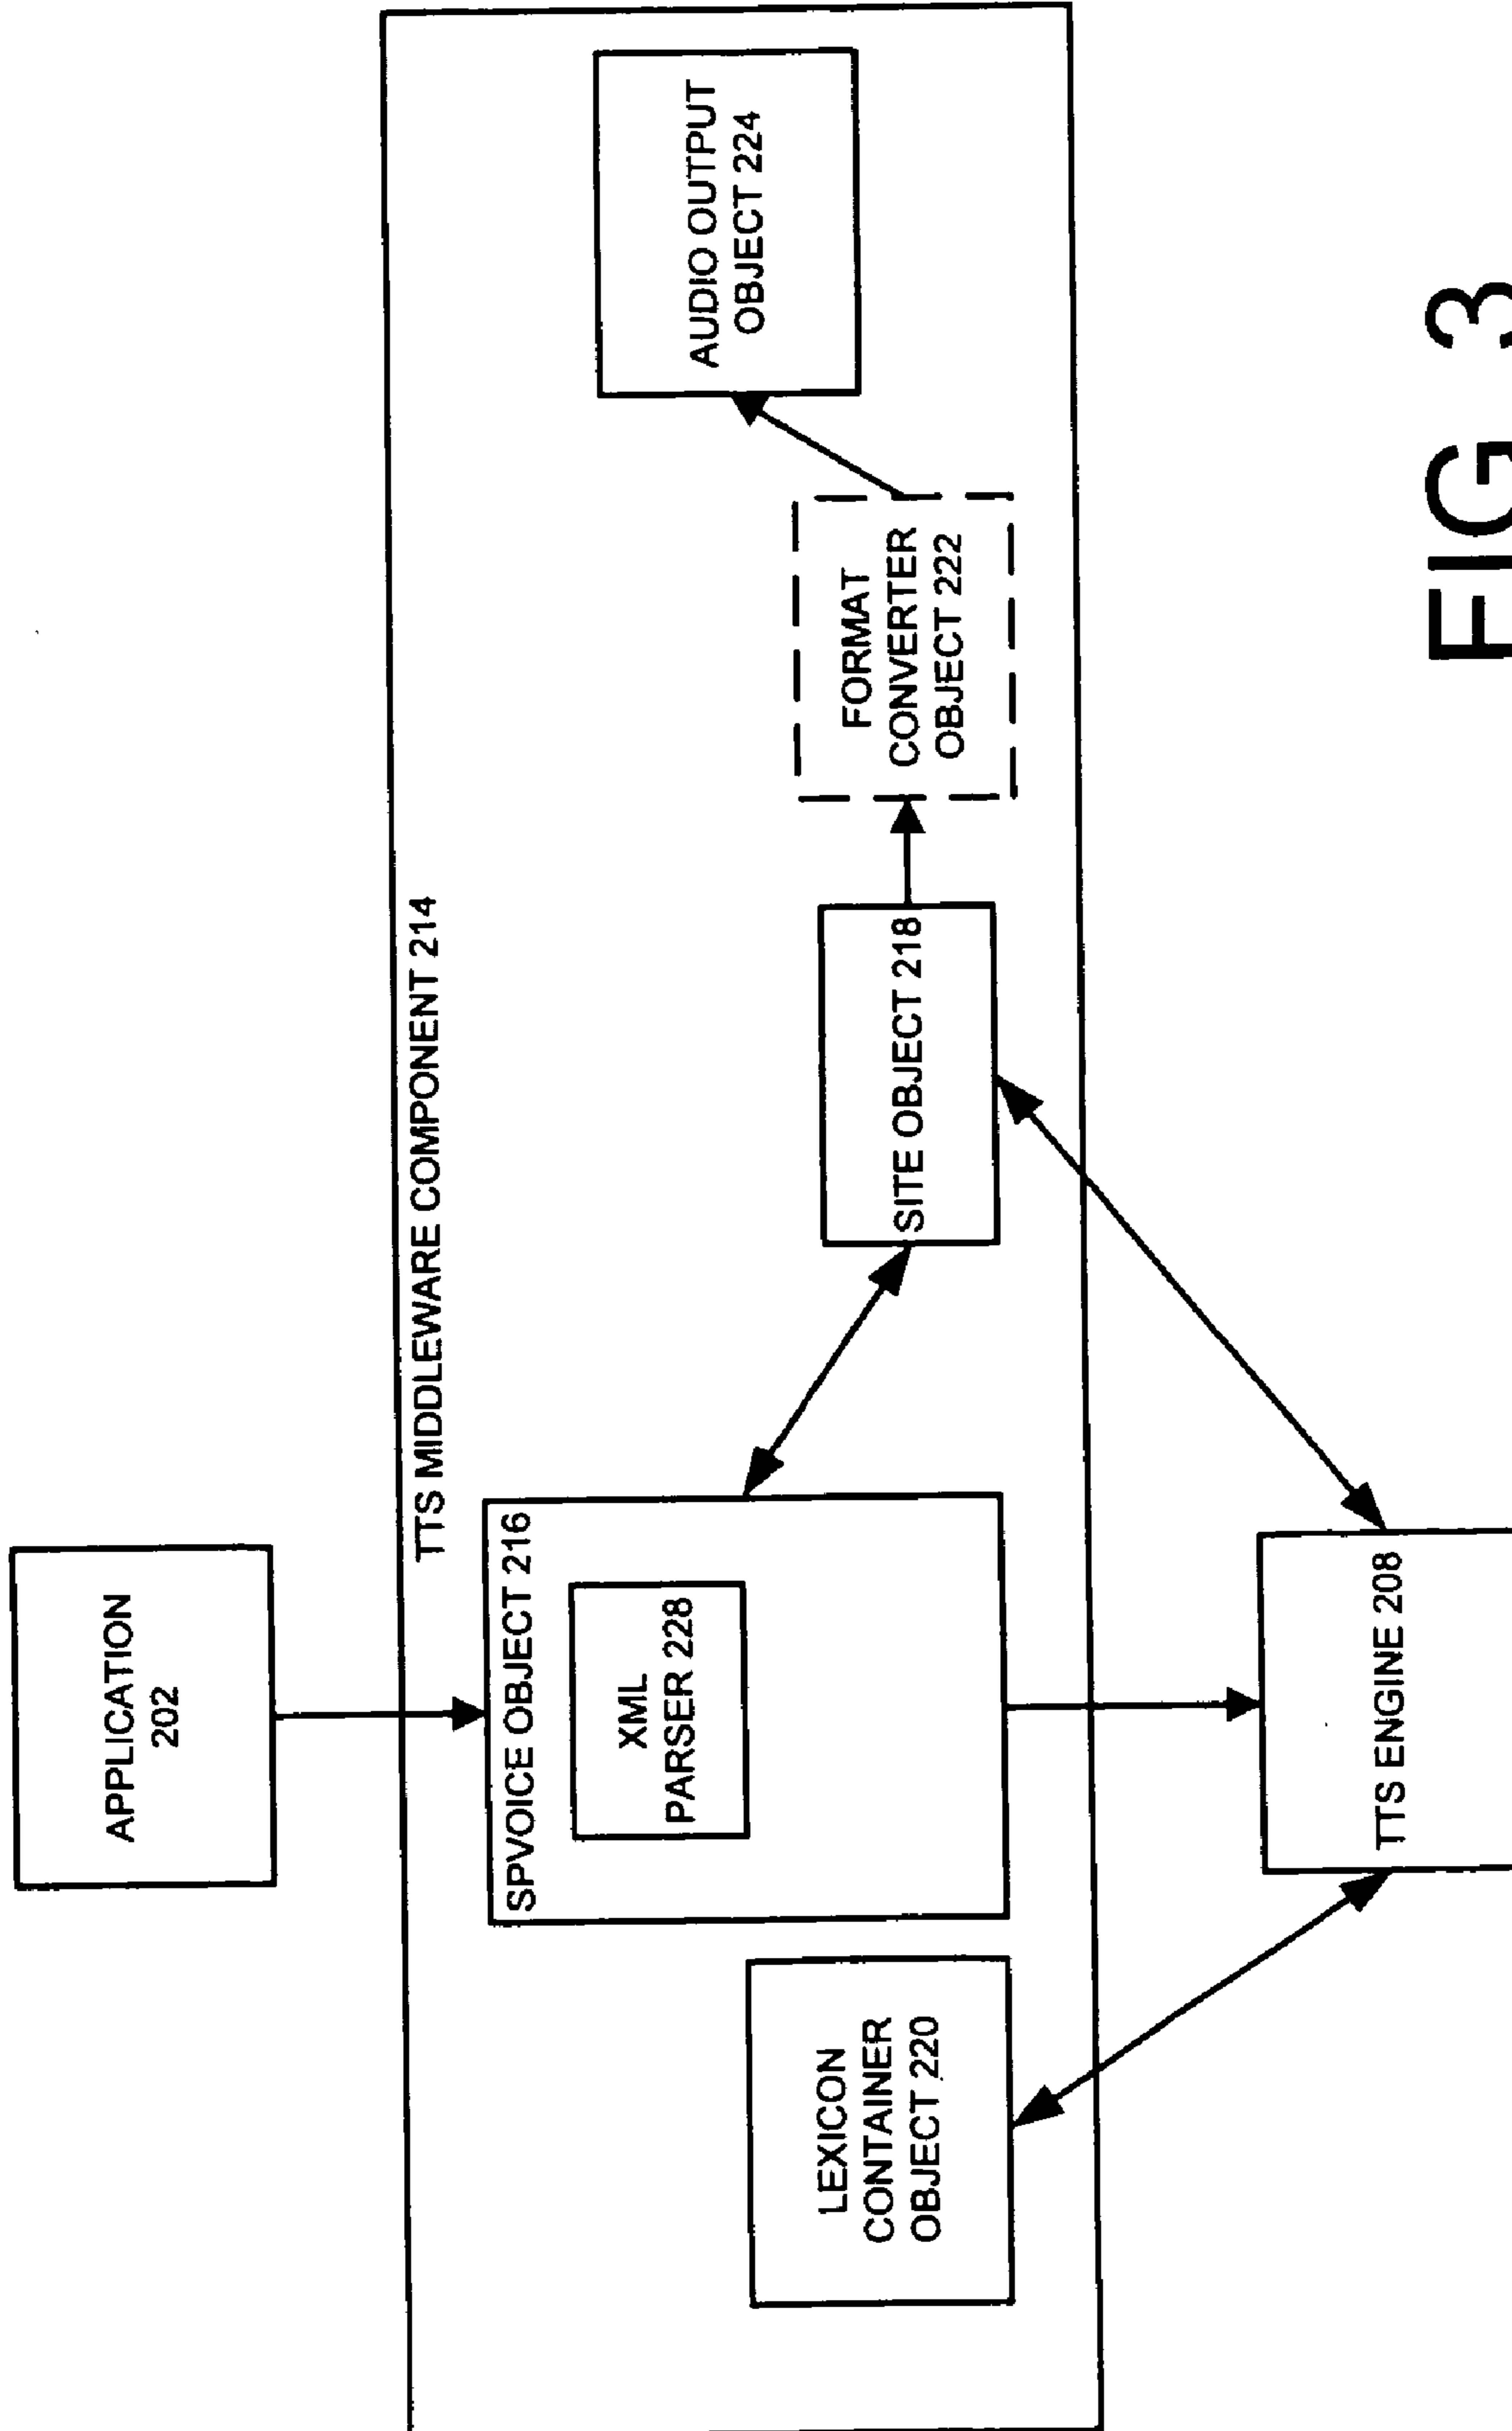 APPLICATION
202
TTS MIDDLEWARE COMPONENT 214
SPVOICE OBJECT 216
XML
PARSER 228
LEXICON
CONTAINER
OBJECT 220
SITE OBJECT 218
FORMAT
CONVERTER
OBJECT 222
AUDIO OUTPUT
OBJECT 224
TTS ENGINE 208
FIG 3